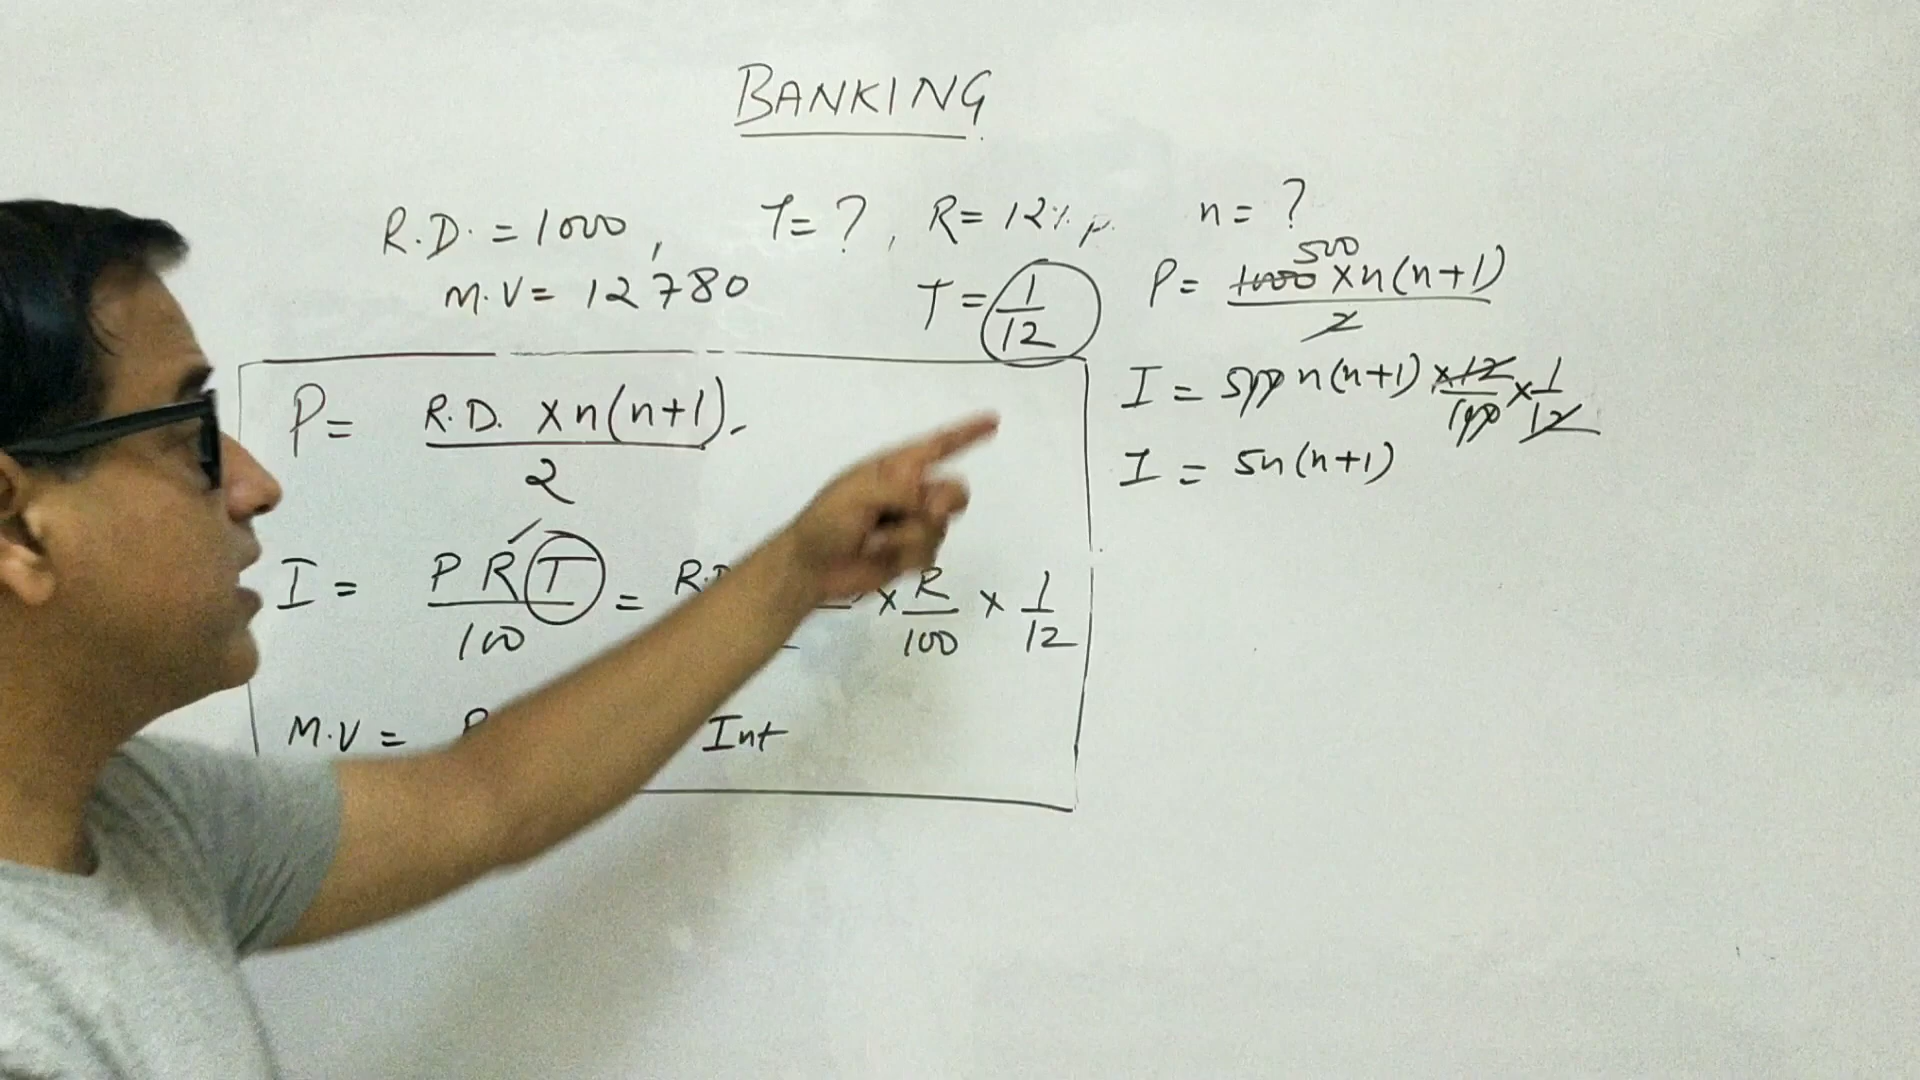 BANKING
R.D. = 1000, T = ?, R = 12% p. n = ?
M.V = 12780 T = 1/12
P = 1000 500 × n(n+1) / 2
I = 500 n(n+1) × 12/100 × 1/12
I = 5n(n+1)
P = R.D. × n(n+1) / 2
I = P R T / 100 = R.D × R/100 × 1/12
M.V = P Int